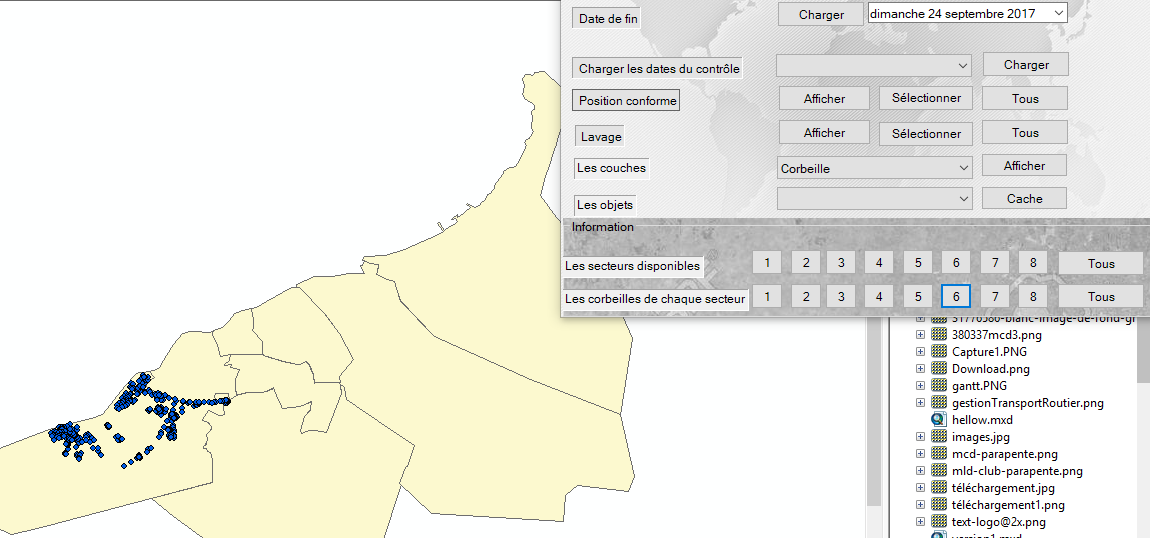 Date de fin Charger dimanche 24 septembre 2017
Charger les dates du contrôle Charger
Position conforme Afficher Sélectionner Tous
Lavage Afficher Sélectionner Tous
Les couches Corbeille Afficher
Les objets Cache
Information
Les secteurs disponibles 1 2 3 4 5 6 7 8 Tous
Les corbeilles de chaque secteur 1 2 3 4 5 6 7 8 Tous
380337mcd3.png
Capture1.PNG
Download.png
gantt.PNG
gestionTransportRoutier.png
hellow.mxd
images.jpg
mcd-parapente.png
mld-club-parapente.png
téléchargement.jpg
téléchargement1.png
text-logo@2x.png
version1.mxd